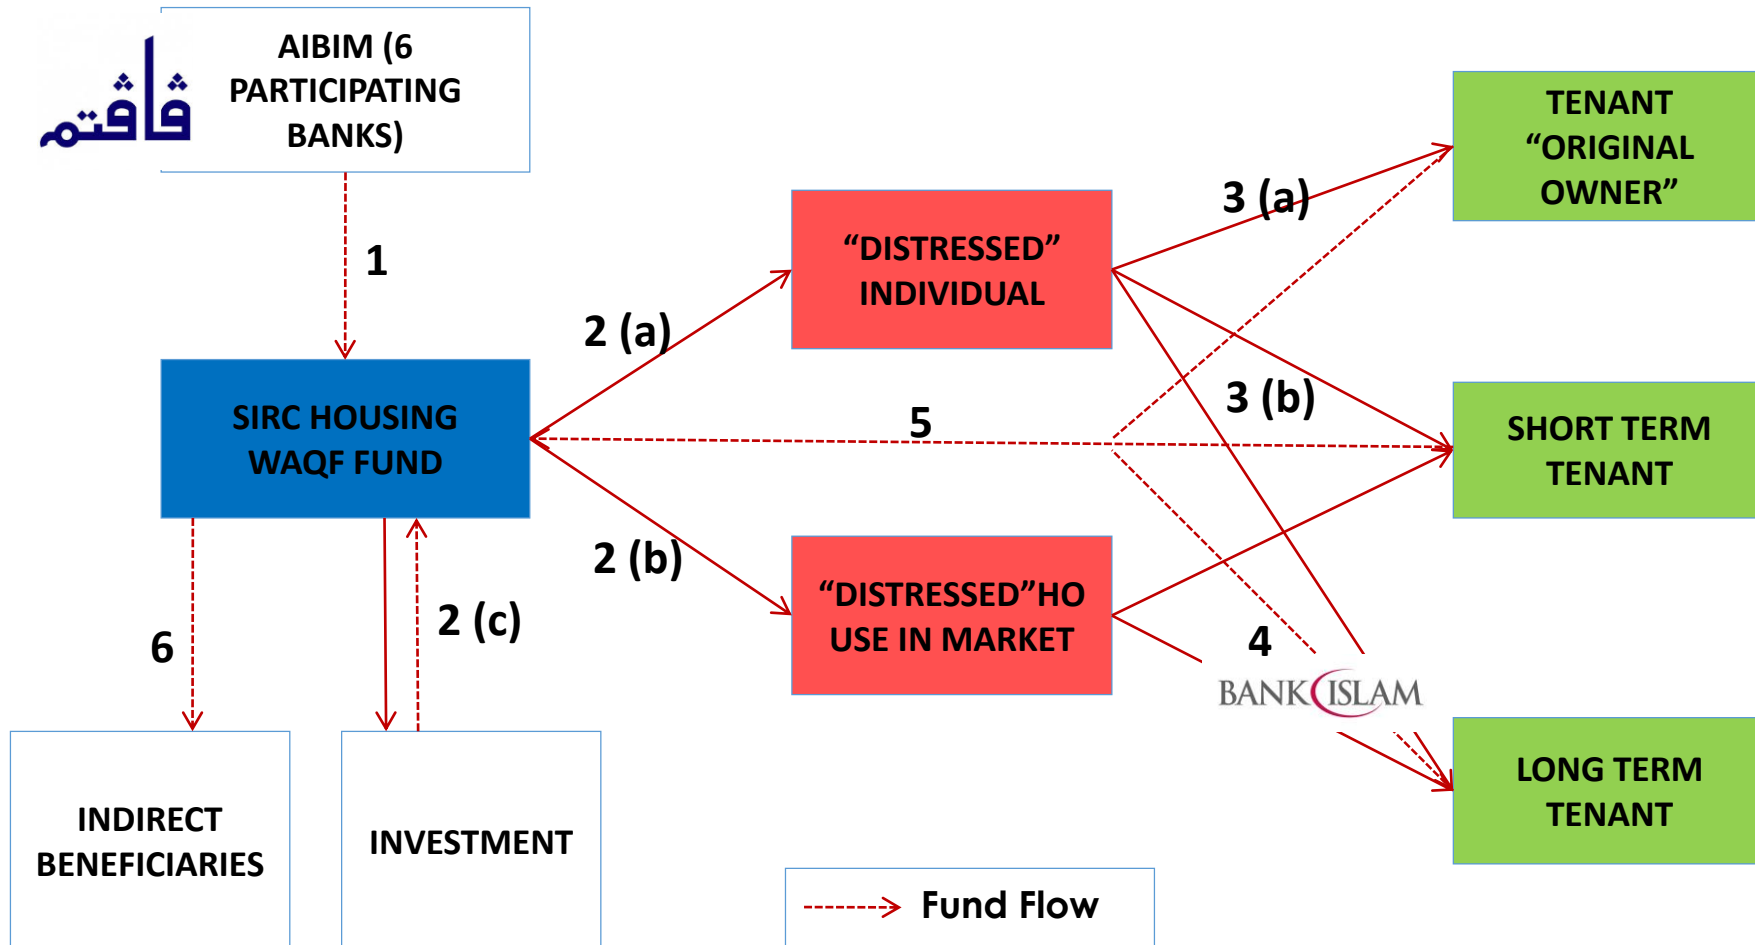 ڤاڤتم
AIBIM (6
PARTICIPATING
BANKS)
TENANT
“ORIGINAL
OWNER”
3 (a)
“DISTRESSED”
INDIVIDUAL
1
2 (a)
3 (b)
SIRC HOUSING
WAQF FUND
5
SHORT TERM
TENANT
2 (b)
“DISTRESSED”HO
USE IN MARKET
2 (c)
6
4
BANK ISLAM
LONG TERM
TENANT
INDIRECT
BENEFICIARIES
INVESTMENT
Fund Flow